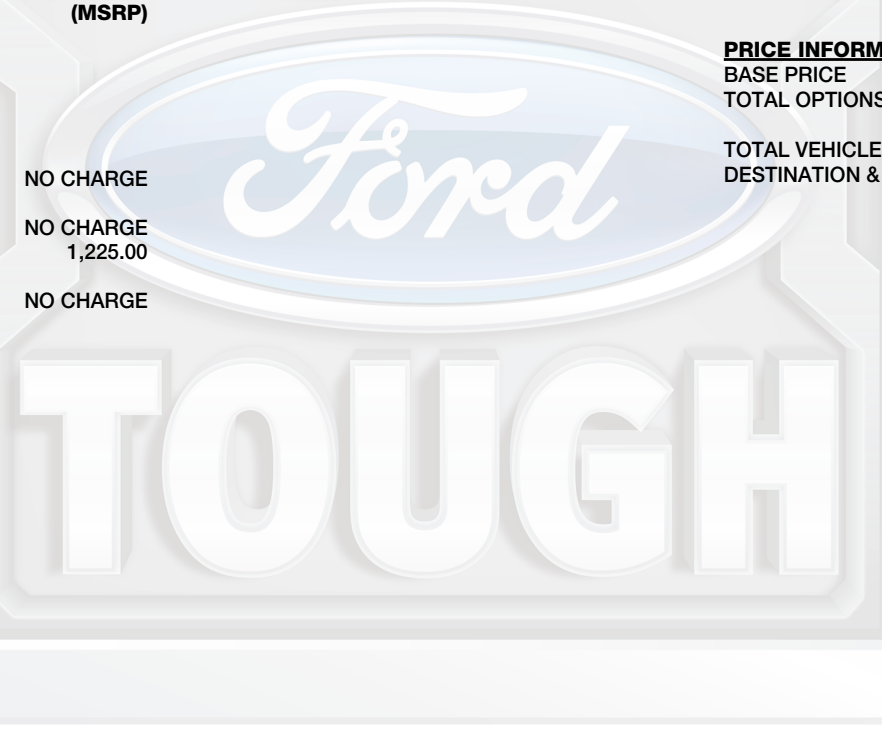 (MSRP)
NO CHARGE
NO CHARGE
1,225.00
NO CHARGE
PRICE INFORM
BASE PRICE
TOTAL OPTIONS
TOTAL VEHICLE
DESTINATION &
Ford
TOUGH